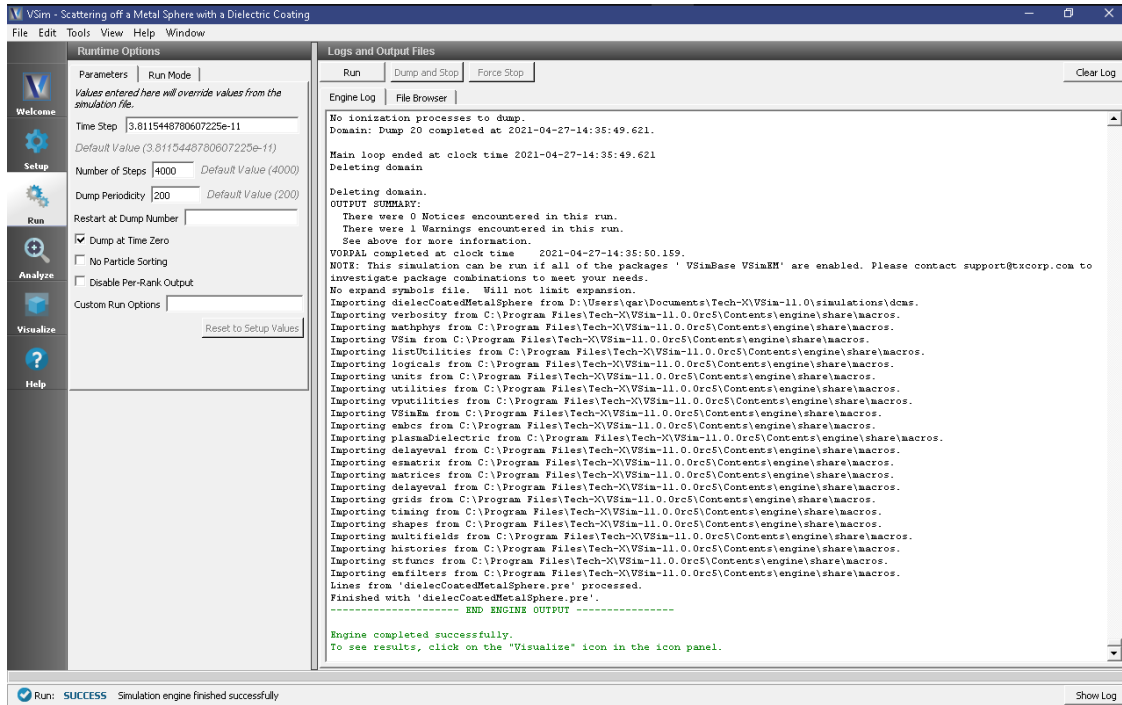 VSim - Scattering off a Metal Sphere with a Dielectric Coating
File Edit Tools View Help Window
Runtime Options
Logs and Output Files
Welcome
Setup
Run
Analyze
Visualize
Help
Parameters
Run Mode
Values entered here will override values from the
simulation file.
Time Step 3.8115448780607225e-11
Default Value (3.8115448780607225e-11)
Number of Steps 4000 Default Value (4000)
Dump Periodicity 200 Default Value (200)
Restart at Dump Number
Dump at Time Zero
No Particle Sorting
Disable Per-Rank Output
Custom Run Options
Reset to Setup Values
Run
Dump and Stop
Force Stop
Clear Log
Engine Log
File Browser
No ionization processes to dump.
Domain: Dump 20 completed at 2021-04-27-14:35:49.621.
Main loop ended at clock time 2021-04-27-14:35:49.621
Deleting domain
Deleting domain.
OUTPUT SUMMARY:
There were 0 Notices encountered in this run.
There were 1 Warnings encountered in this run.
See above for more information.
VORPAL completed at clock time 2021-04-27-14:35:50.159.
NOTE: This simulation can be run if all of the packages ' VSimBase VSimEM' are enabled. Please contact support@txcorp.com to
investigate package combinations to meet your needs.
No expand symbols file. Will not limit expansion.
Importing dielecCoatedMetalSphere from D:\Users\qar\Documents\Tech-X\VSim-11.0\simulations\dcms.
Importing verbosity from C:\Program Files\Tech-X\VSim-11.0.0rc5\Contents\engine\share\macros.
Importing mathphys from C:\Program Files\Tech-X\VSim-11.0.0rc5\Contents\engine\share\macros.
Importing VSim from C:\Program Files\Tech-X\VSim-11.0.0rc5\Contents\engine\share\macros.
Importing listUtilities from C:\Program Files\Tech-X\VSim-11.0.0rc5\Contents\engine\share\macros.
Importing logicals from C:\Program Files\Tech-X\VSim-11.0.0rc5\Contents\engine\share\macros.
Importing units from C:\Program Files\Tech-X\VSim-11.0.0rc5\Contents\engine\share\macros.
Importing utilities from C:\Program Files\Tech-X\VSim-11.0.0rc5\Contents\engine\share\macros.
Importing vputilities from C:\Program Files\Tech-X\VSim-11.0.0rc5\Contents\engine\share\macros.
Importing VSimEm from C:\Program Files\Tech-X\VSim-11.0.0rc5\Contents\engine\share\macros.
Importing embcs from C:\Program Files\Tech-X\VSim-11.0.0rc5\Contents\engine\share\macros.
Importing plasmaDielectric from C:\Program Files\Tech-X\VSim-11.0.0rc5\Contents\engine\share\macros.
Importing delayeval from C:\Program Files\Tech-X\VSim-11.0.0rc5\Contents\engine\share\macros.
Importing esmatrix from C:\Program Files\Tech-X\VSim-11.0.0rc5\Contents\engine\share\macros.
Importing matrices from C:\Program Files\Tech-X\VSim-11.0.0rc5\Contents\engine\share\macros.
Importing delayeval from C:\Program Files\Tech-X\VSim-11.0.0rc5\Contents\engine\share\macros.
Importing grids from C:\Program Files\Tech-X\VSim-11.0.0rc5\Contents\engine\share\macros.
Importing timing from C:\Program Files\Tech-X\VSim-11.0.0rc5\Contents\engine\share\macros.
Importing shapes from C:\Program Files\Tech-X\VSim-11.0.0rc5\Contents\engine\share\macros.
Importing multifields from C:\Program Files\Tech-X\VSim-11.0.0rc5\Contents\engine\share\macros.
Importing histories from C:\Program Files\Tech-X\VSim-11.0.0rc5\Contents\engine\share\macros.
Importing stfuncs from C:\Program Files\Tech-X\VSim-11.0.0rc5\Contents\engine\share\macros.
Importing emfilters from C:\Program Files\Tech-X\VSim-11.0.0rc5\Contents\engine\share\macros.
Lines from 'dielecCoatedMetalSphere.pre' processed.
Finished with 'dielecCoatedMetalSphere.pre'.
--------------------- END ENGINE OUTPUT ----------------
Engine completed successfully.
To see results, click on the "Visualize" icon in the icon panel.
Run: SUCCESS Simulation engine finished successfully
Show Log